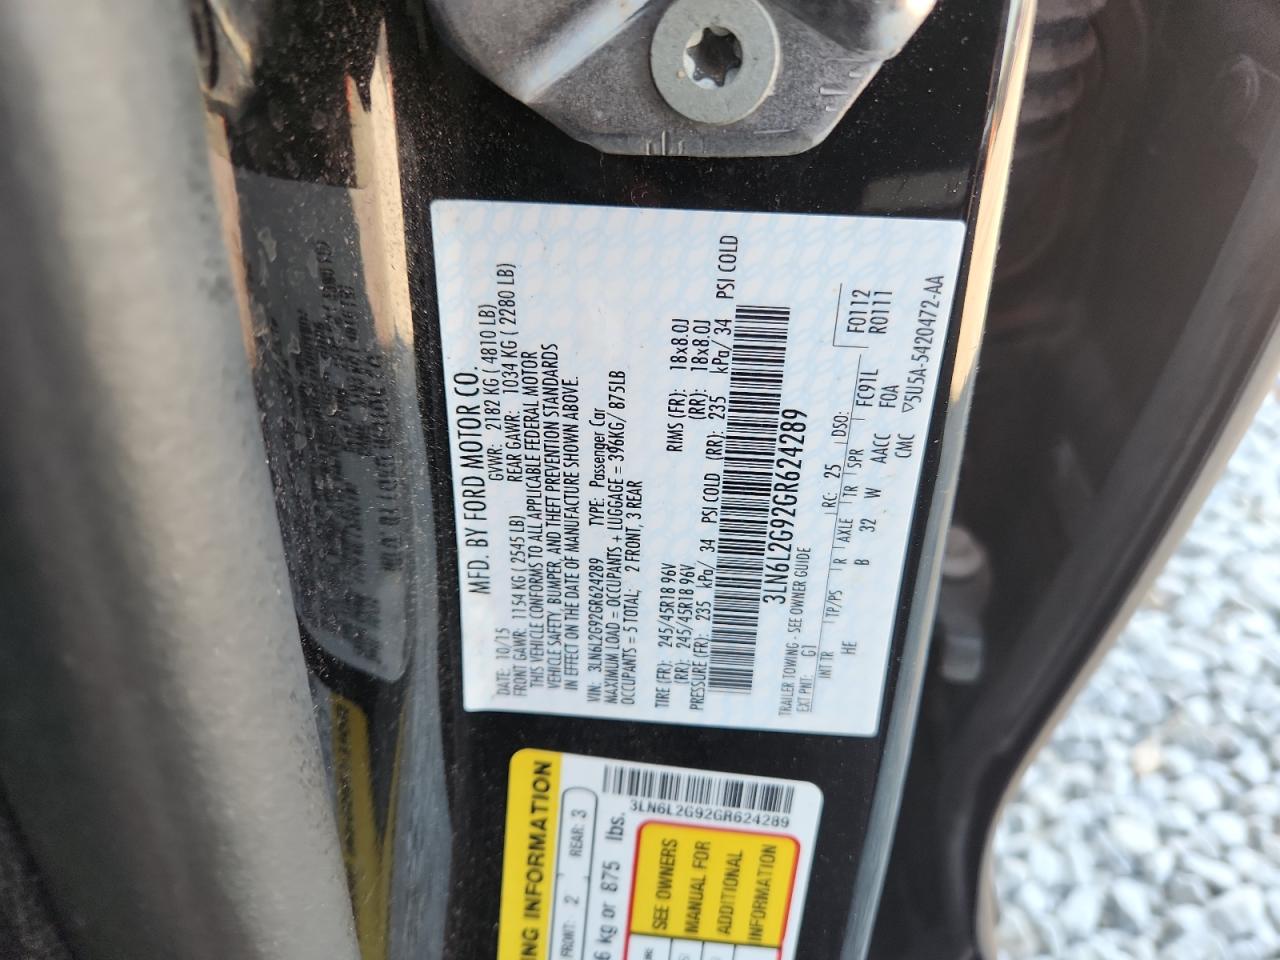 MFD. BY FORD MOTOR CO.
DATE: 10/15 GVWR: 2182 KG ( 4810 LB)
FRONT GAWR: 1154 KG ( 2545 LB) REAR GAWR: 1034 KG ( 2280 LB)
THIS VEHICLE CONFORMS TO ALL APPLICABLE FEDERAL MOTOR
VEHICLE SAFETY, BUMPER, AND THEFT PREVENTION STANDARDS
IN EFFECT ON THE DATE OF MANUFACTURE SHOWN ABOVE.
VIN: 3LN6L2G92GR624289 TYPE: Passenger Car
MAXIMUM LOAD = OCCUPANTS + LUGGAGE = 396KG/ 875LB
OCCUPANTS = 5 TOTAL; 2 FRONT, 3 REAR
TIRE (FR): 245/45R18 96V RIMS (FR): 18x8.0J
(RR): 245/45R18 96V (RR): 18x8.0J
PRESSURE (FR): 235 kPa/ 34 PSI COLD (RR): 235 kPa/ 34 PSI COLD
3LN6L2G92GR624289
TRAILER TOWING - SEE OWNER GUIDE
EXT PNT: G1 RC: 25 DSO:
INT TR TP/PS R AXLE TR SPR F0112
HE B 32 W AACC FC91L R0111
CMC F0A
▽5U5A-5420472-AA
3LN6L2G92GR624289
ING INFORMATION
FRONT: 2 REAR: 3
6 kg or 875 lbs.
SEE OWNERS
MANUAL FOR
ADDITIONAL
INFORMATION